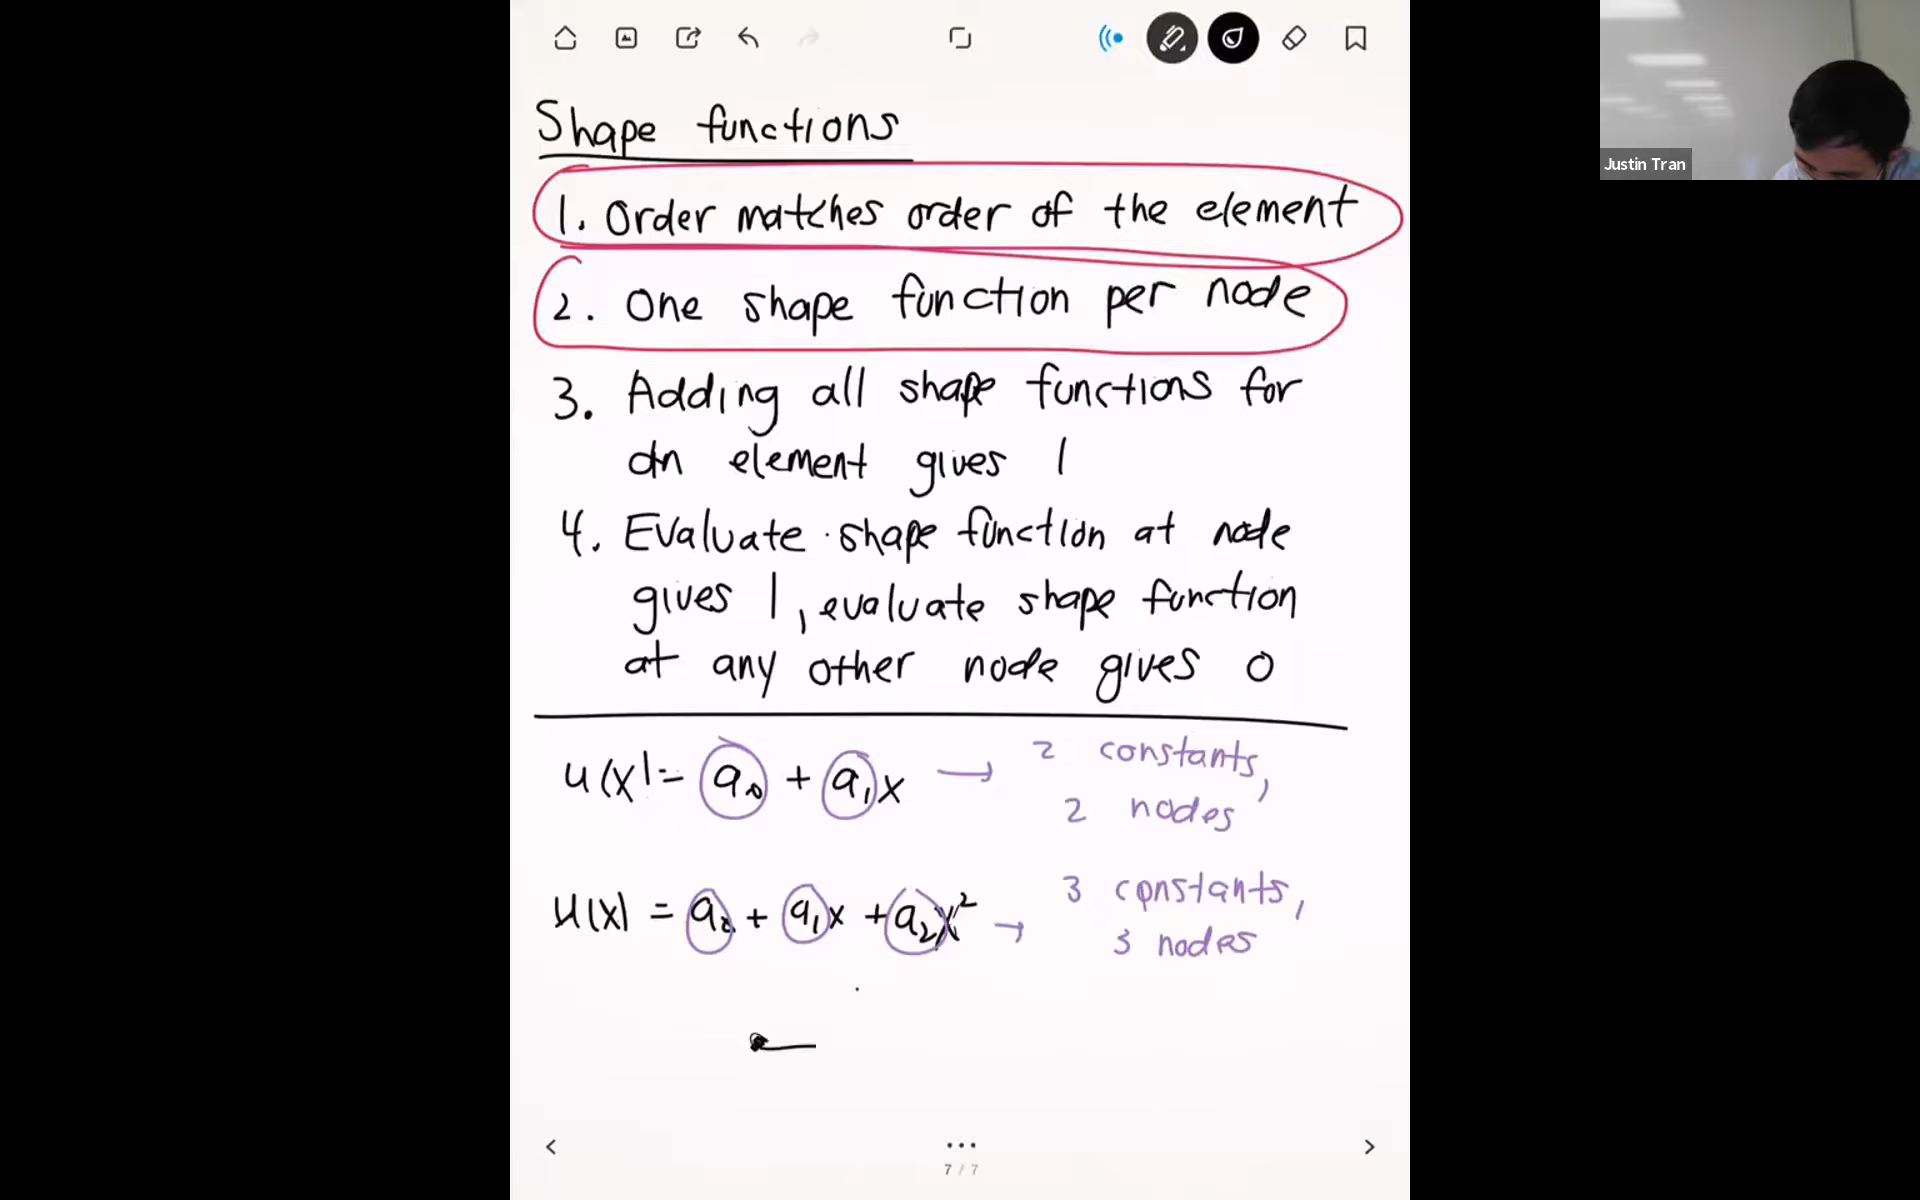 Shape functions
1. Order matches order of the element
2. One shape function per node
3. Adding all shape functions for
an element gives 1
4. Evaluate shape function at node
gives 1, evaluate shape function
at any other node gives 0
u(x) = a₀ + a₁x → 2 constants,
2 nodes
u(x) = a₀ + a₁x + a₂x² → 3 constants,
3 nodes
7 / 7
Justin Tran